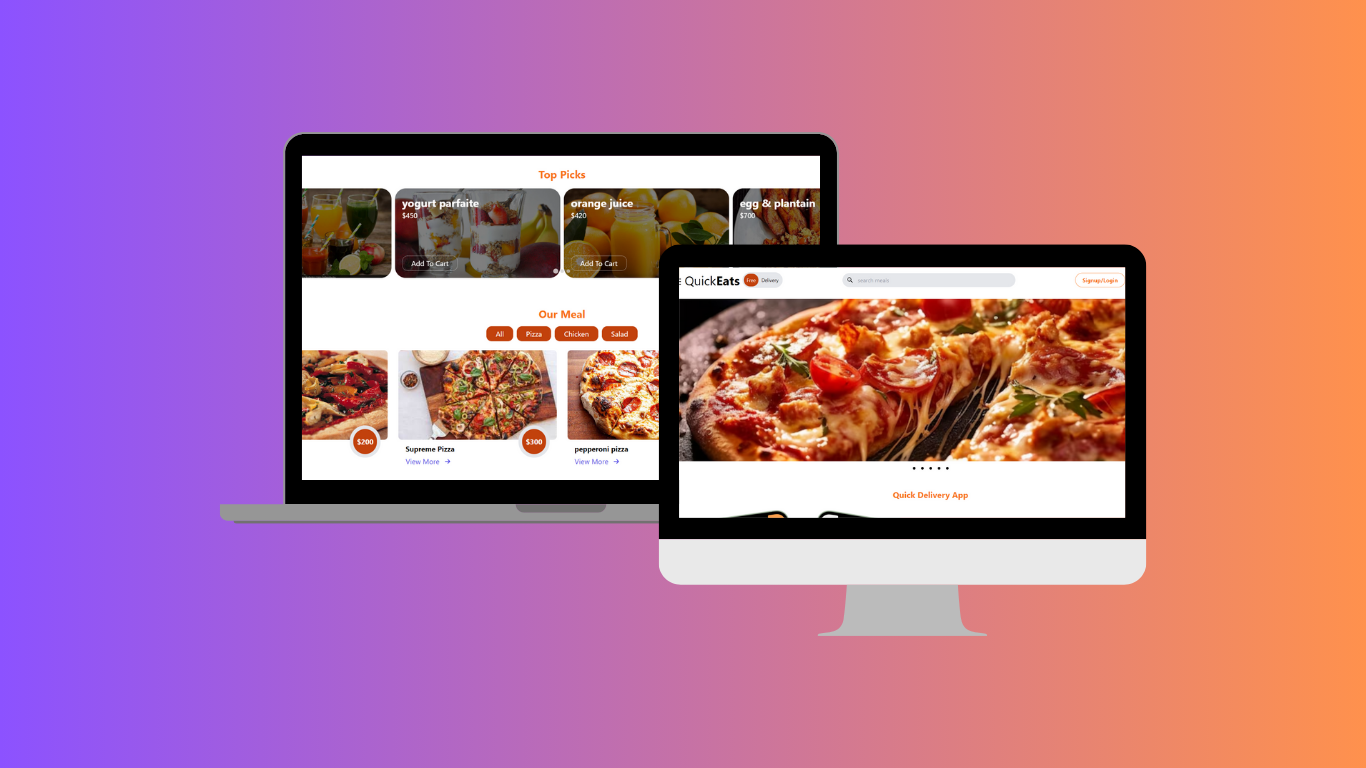 Top Picks
yogurt parfaite
$450
Add To Cart
orange juice
$420
Add To Cart
egg & plantain
$700
Our Meal
All
Pizza
Chicken
Salad
$200
$300
Supreme Pizza
View More →
pepperoni pizza
View More →
QuickEats
Free
Delivery
search meals
Signup/Login
Quick Delivery App